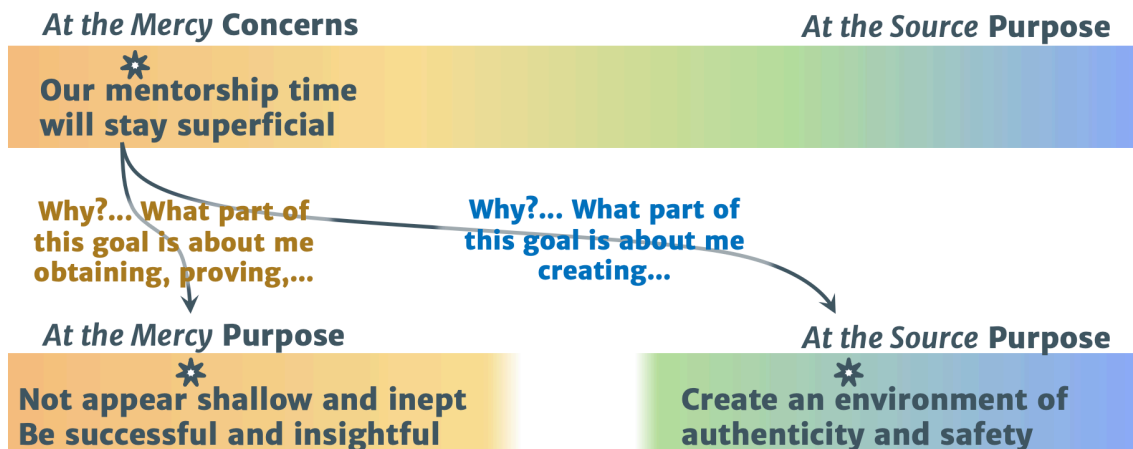 At the Mercy Concerns
At the Source Purpose
Our mentorship time
will stay superficial
Why?... What part of
this goal is about me
obtaining, proving,...
Why?... What part of
this goal is about me
creating...
At the Mercy Purpose
At the Source Purpose
Not appear shallow and inept
Be successful and insightful
Create an environment of
authenticity and safety